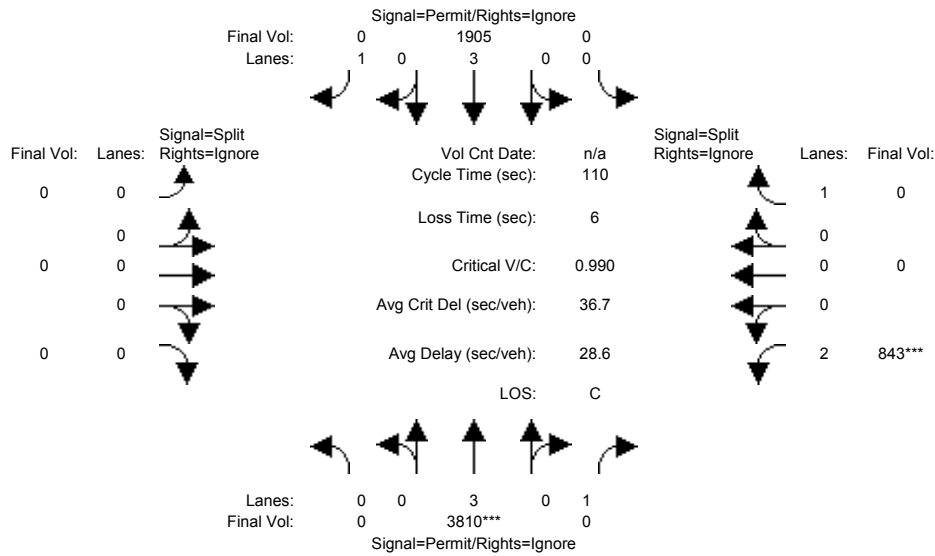 Signal=Permit/Rights=Ignore
Final Vol: 0 1905 0
Lanes: 1 0 3 0 0
Signal=Split Signal=Split
Final Vol: Lanes: Rights=Ignore Vol Cnt Date: n/a Rights=Ignore Lanes: Final Vol:
Cycle Time (sec): 110
0 0 1 0
Loss Time (sec): 6
0 0
0 0 Critical V/C: 0.990 0 0
0 Avg Crit Del (sec/veh): 36.7 0
0 0 Avg Delay (sec/veh): 28.6 2 843***
LOS: C
Lanes: 0 0 3 0 1
Final Vol: 0 3810*** 0
Signal=Permit/Rights=Ignore